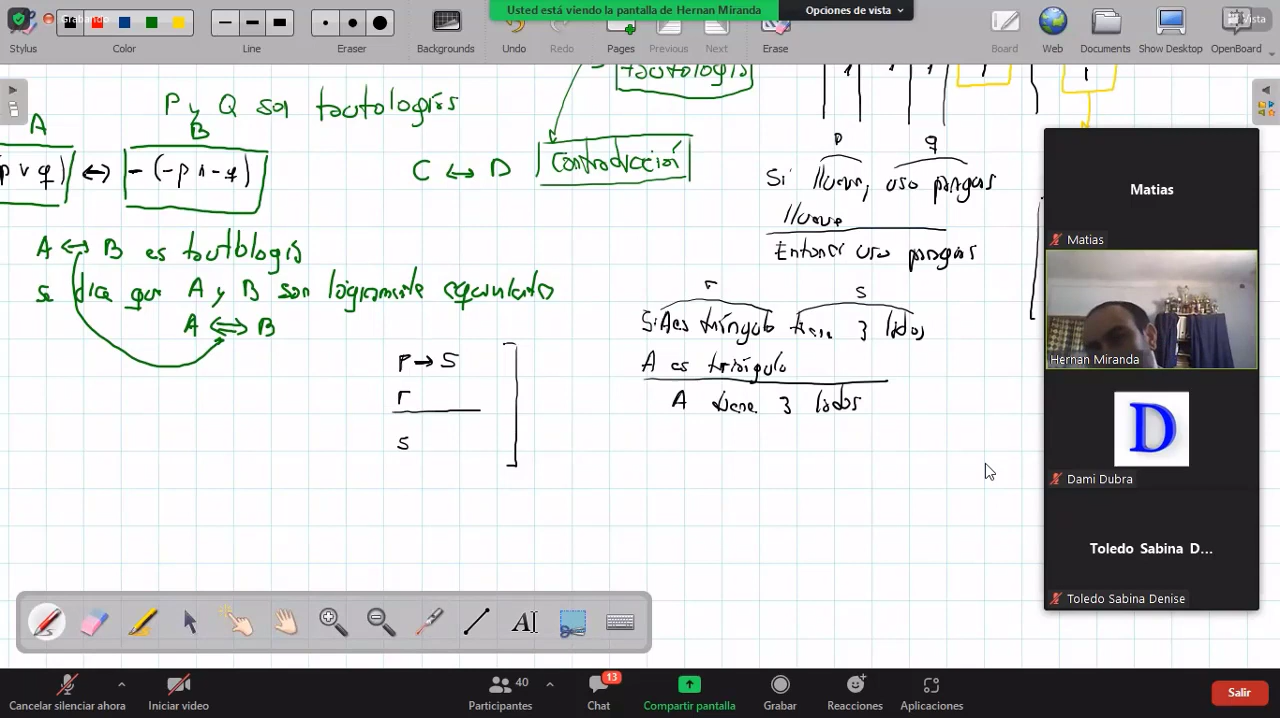 Grabando
Usted está viendo la pantalla de Hernan Miranda
Opciones de vista
Vista
Stylus
Color
Line
Eraser
Backgrounds
Undo
Redo
Pages
Previous
Next
Erase
Board
Web
Documents
Show Desktop
OpenBoard
tautología
P y Q son tautologías
A
B
p v q) ↔ - (-p ∧ -q)
C ↔ D
Contradicción
A ↔ B es tautología
se dice que A y B son lógicamente equivalentes
A ⇔ B
r → s
r
s
p
q
Si llueve, uso paraguas
llueve
Entonces uso paraguas
r
s
Si A es triángulo tiene 3 lados
A es triángulo
A tiene 3 lados
Matias
Matias
Hernan Miranda
D
Dami Dubra
Toledo Sabina D...
Toledo Sabina Denise
Cancelar silenciar ahora
Iniciar video
40
Participantes
13
Chat
Compartir pantalla
Grabar
Reacciones
Aplicaciones
Salir